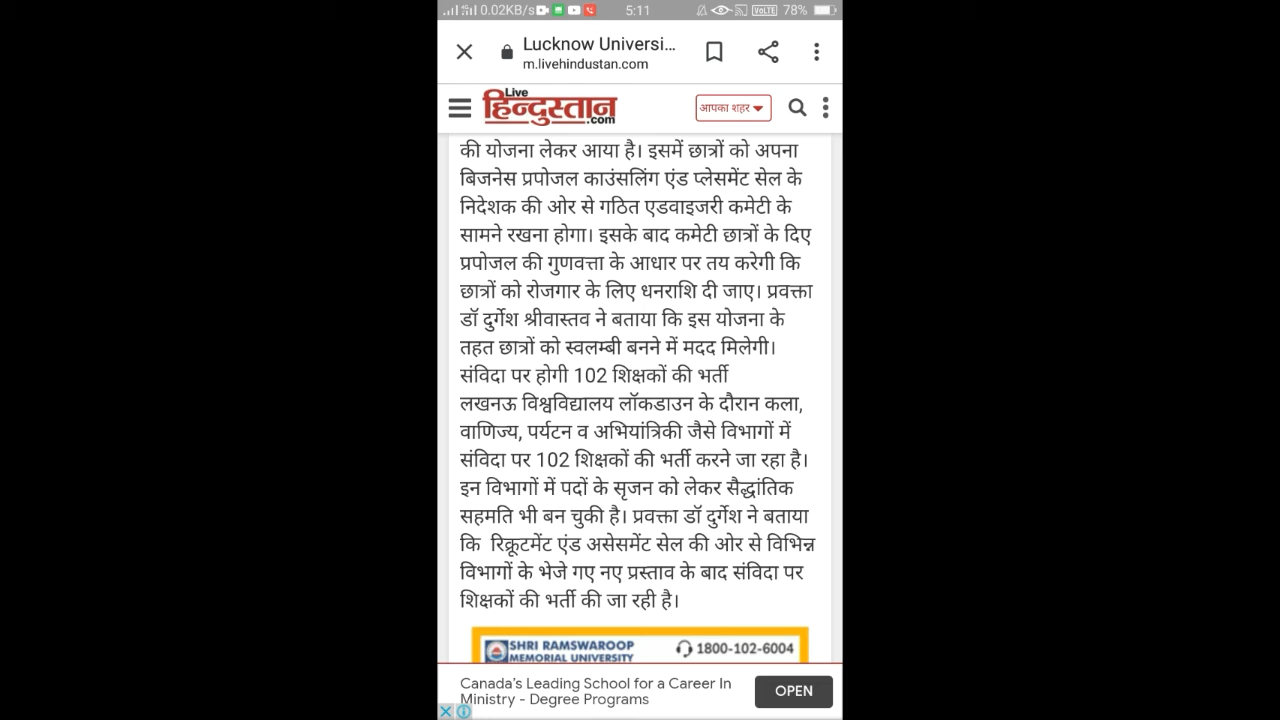 0.02KB/s 5:11 VoLTE 78%
Lucknow Universi...
m.livehindustan.com
Live
हिन्दुस्तान
.com
आपका शहर
की योजना लेकर आया है। इसमें छात्रों को अपना
बिजनेस प्रपोजल काउंसलिंग एंड प्लेसमेंट सेल के
निदेशक की ओर से गठित एडवाइजरी कमेटी के
सामने रखना होगा। इसके बाद कमेटी छात्रों के दिए
प्रपोजल की गुणवत्ता के आधार पर तय करेगी कि
छात्रों को रोजगार के लिए धनराशि दी जाए। प्रवक्ता
डॉ दुर्गेश श्रीवास्तव ने बताया कि इस योजना के
तहत छात्रों को स्वलम्बी बनने में मदद मिलेगी।
संविदा पर होगी 102 शिक्षकों की भर्ती
लखनऊ विश्वविद्यालय लॉकडाउन के दौरान कला,
वाणिज्य, पर्यटन व अभियांत्रिकी जैसे विभागों में
संविदा पर 102 शिक्षकों की भर्ती करने जा रहा है।
इन विभागों में पदों के सृजन को लेकर सैद्धांतिक
सहमति भी बन चुकी है। प्रवक्ता डॉ दुर्गेश ने बताया
कि रिक्रूटमेंट एंड असेसमेंट सेल की ओर से विभिन्न
विभागों के भेजे गए नए प्रस्ताव के बाद संविदा पर
शिक्षकों की भर्ती की जा रही है।
SHRI RAMSWAROOP 1800-102-6004
MEMORIAL UNIVERSITY
Canada's Leading School for a Career In
Ministry - Degree Programs
OPEN